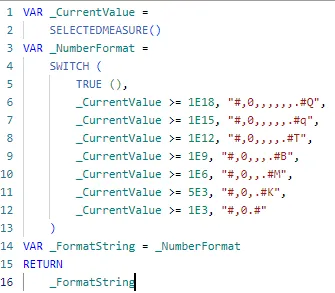 1 VAR _CurrentValue =
2 SELECTEDMEASURE()
3 VAR _NumberFormat =
4 SWITCH (
5 TRUE (),
6 _CurrentValue >= 1E18, "#,0,,,,,,.#Q",
7 _CurrentValue >= 1E15, "#,0,,,,,.#q",
8 _CurrentValue >= 1E12, "#,0,,,,.#T",
9 _CurrentValue >= 1E9, "#,0,,,.#B",
10 _CurrentValue >= 1E6, "#,0,,.#M",
11 _CurrentValue >= 5E3, "#,0,.#K",
12 _CurrentValue >= 1E3, "#,0.#"
13 )
14 VAR _FormatString = _NumberFormat
15 RETURN
16 _FormatString